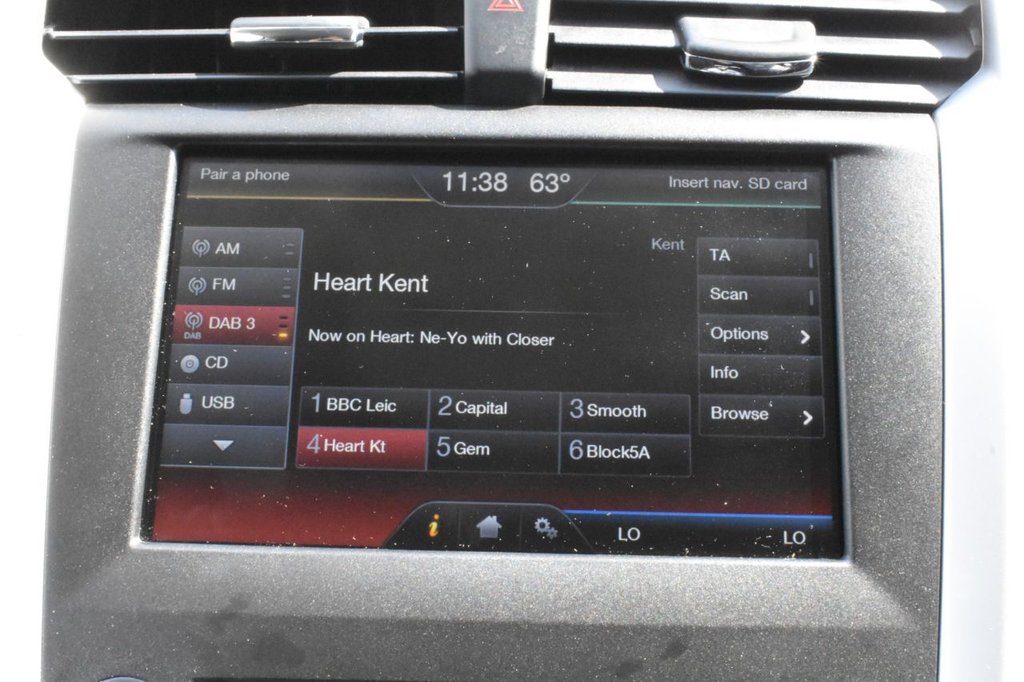 Pair a phone
11:38 63°
Insert nav. SD card
AM
FM
DAB 3
DAB
CD
USB
Kent
Heart Kent
Now on Heart: Ne-Yo with Closer
1 BBC Leic
2 Capital
3 Smooth
4 Heart Kt
5 Gem
6 Block5A
TA
Scan
Options
Info
Browse
i
LO
LO